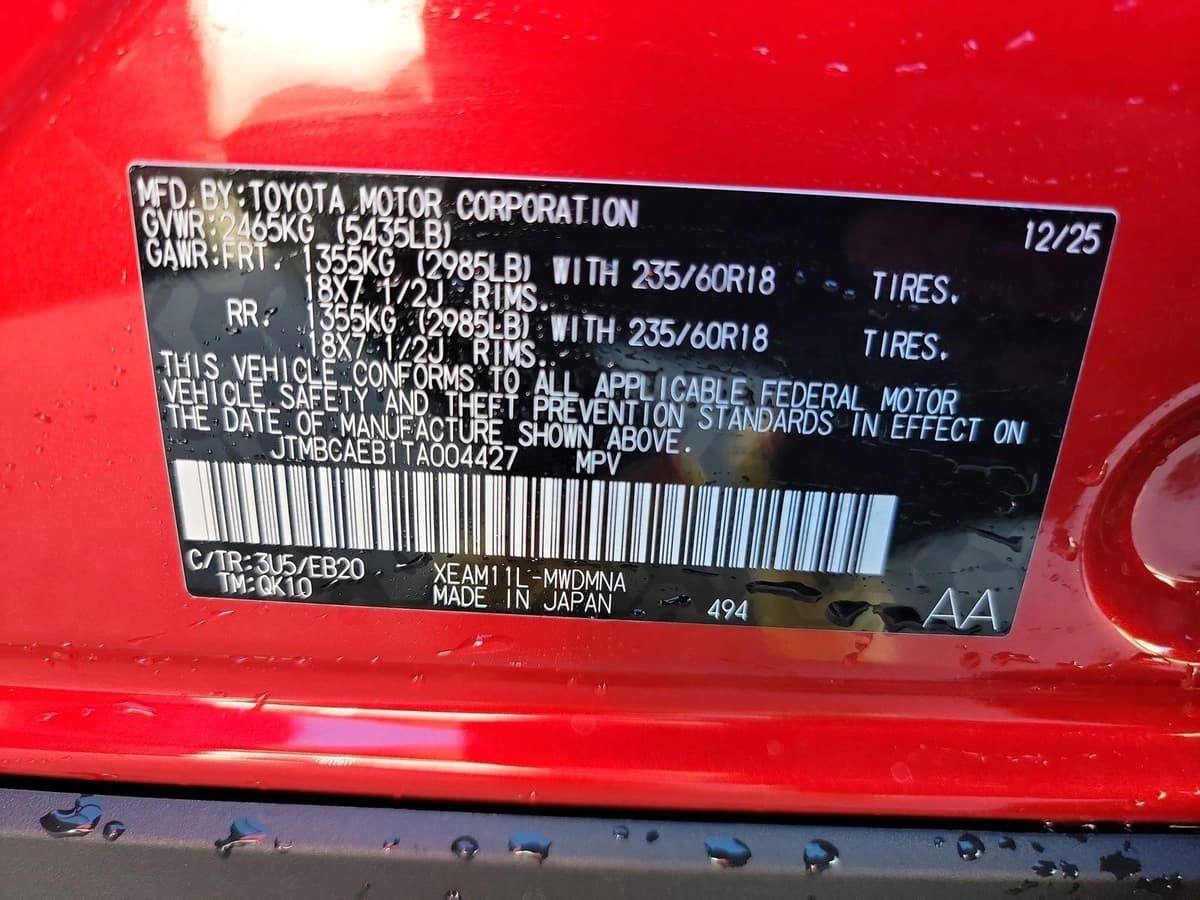 MFD. BY:TOYOTA MOTOR CORPORATION 12/25
GVWR:2465KG (5435LB)
GAWR:FRT. 1355KG (2985LB) WITH 235/60R18 TIRES.
18X7 1/2J RIMS.
RR. 1355KG (2985LB) WITH 235/60R18 TIRES.
18X7 1/2J RIMS.
THIS VEHICLE CONFORMS TO ALL APPLICABLE FEDERAL MOTOR
VEHICLE SAFETY AND THEFT PREVENTION STANDARDS IN EFFECT ON
THE DATE OF MANUFACTURE SHOWN ABOVE.
JTMBCAEB1TA004427 MPV
C/TR:3U5/EB20 XEAM11L-MWDMNA
TM:QK10 MADE IN JAPAN 494 AA